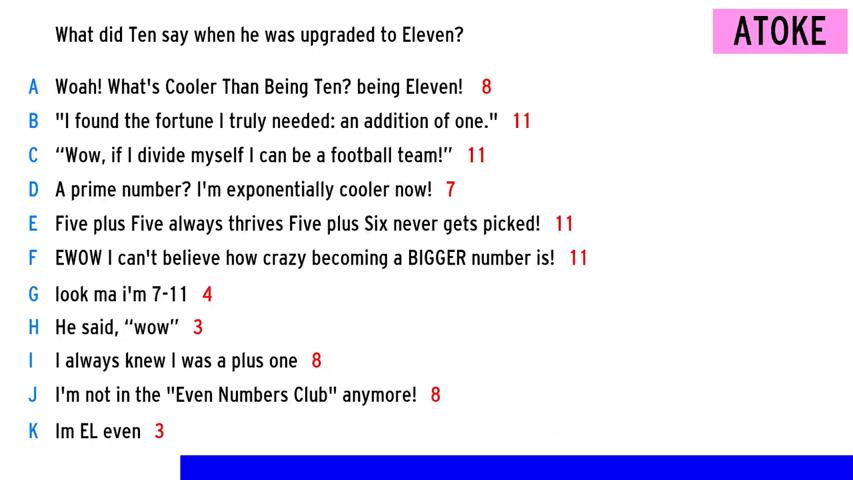 What did Ten say when he was upgraded to Eleven?
ATOKE
A Woah! What's Cooler Than Being Ten? being Eleven! 8
B "I found the fortune I truly needed: an addition of one." 11
C “Wow, if I divide myself I can be a football team!” 11
D A prime number? I'm exponentially cooler now! 7
E Five plus Five always thrives Five plus Six never gets picked! 11
F EWOW I can't believe how crazy becoming a BIGGER number is! 11
G look ma i'm 7-11 4
H He said, “wow” 3
I I always knew I was a plus one 8
J I'm not in the "Even Numbers Club" anymore! 8
K Im EL even 3